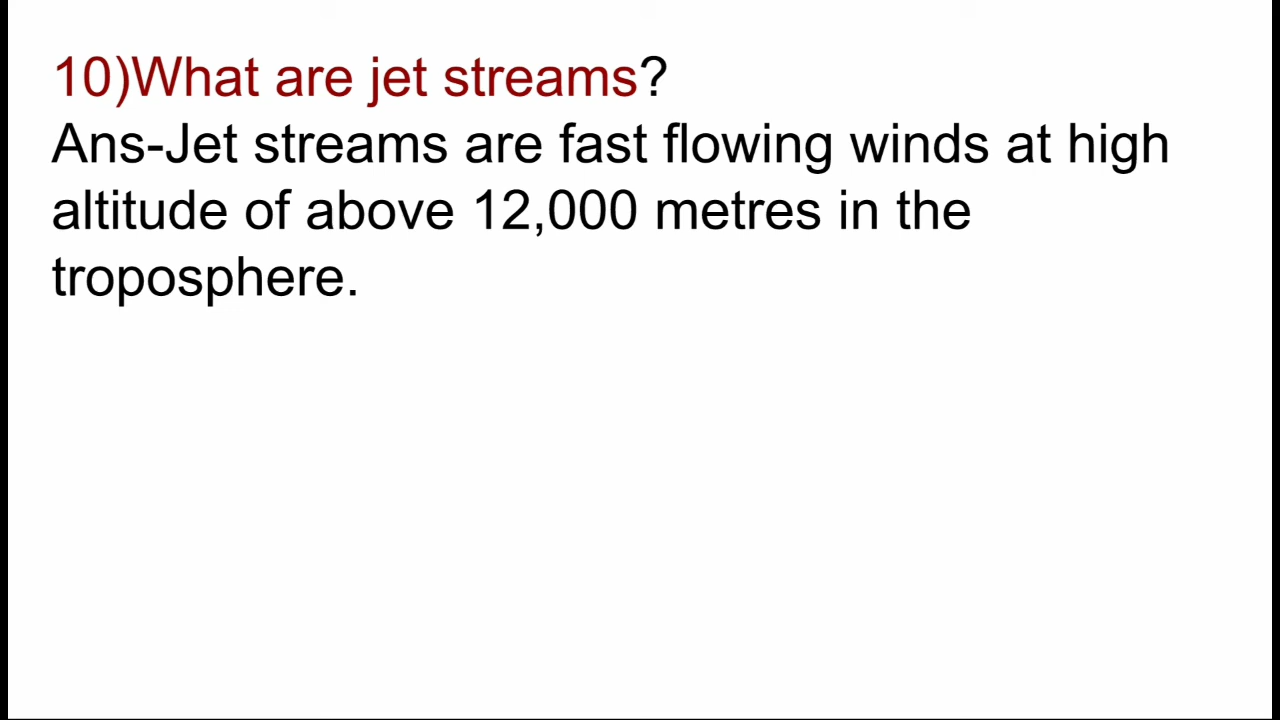 10)What are jet streams?
Ans-Jet streams are fast flowing winds at high
altitude of above 12,000 metres in the
troposphere.